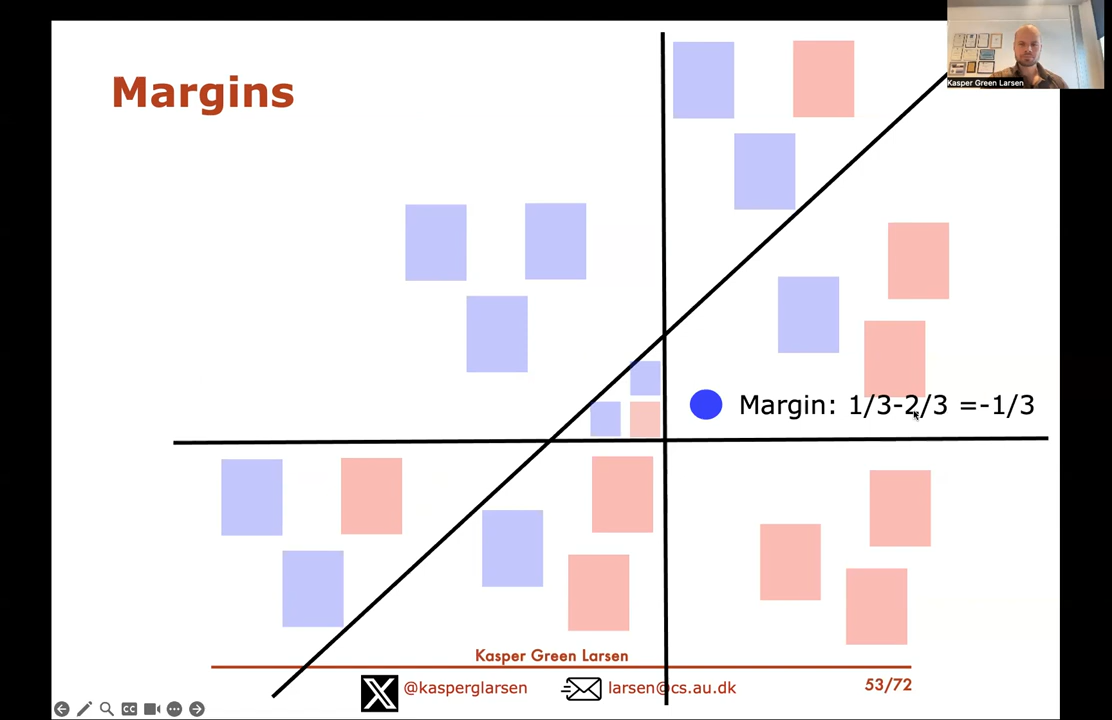 Margins
Kasper Green Larsen
Margin: 1/3-2/3 =-1/3
Kasper Green Larsen
@kasperglarsen
larsen@cs.au.dk
53/72